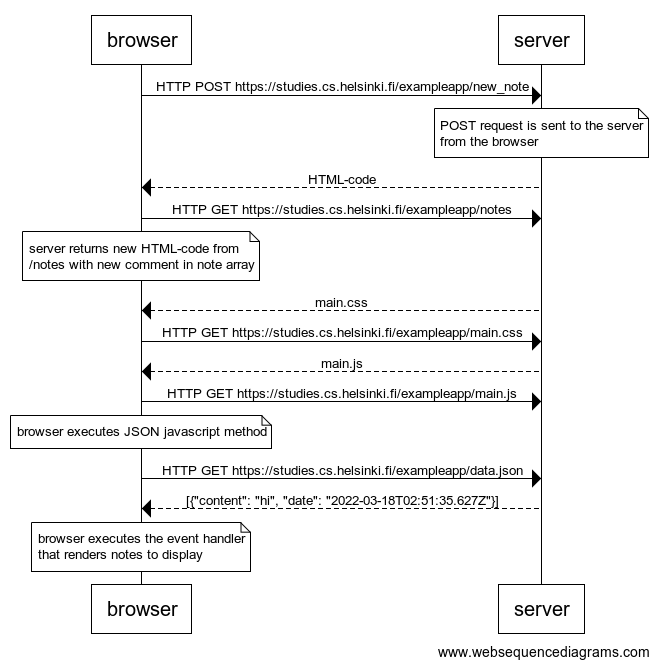 browser
server
HTTP POST https://studies.cs.helsinki.fi/exampleapp/new_note
POST request is sent to the server
from the browser
HTML-code
HTTP GET https://studies.cs.helsinki.fi/exampleapp/notes
server returns new HTML-code from
/notes with new comment in note array
main.css
HTTP GET https://studies.cs.helsinki.fi/exampleapp/main.css
main.js
HTTP GET https://studies.cs.helsinki.fi/exampleapp/main.js
browser executes JSON javascript method
HTTP GET https://studies.cs.helsinki.fi/exampleapp/data.json
[{"content": "hi", "date": "2022-03-18T02:51:35.627Z"}]
browser executes the event handler
that renders notes to display
browser
server
www.websequencediagrams.com